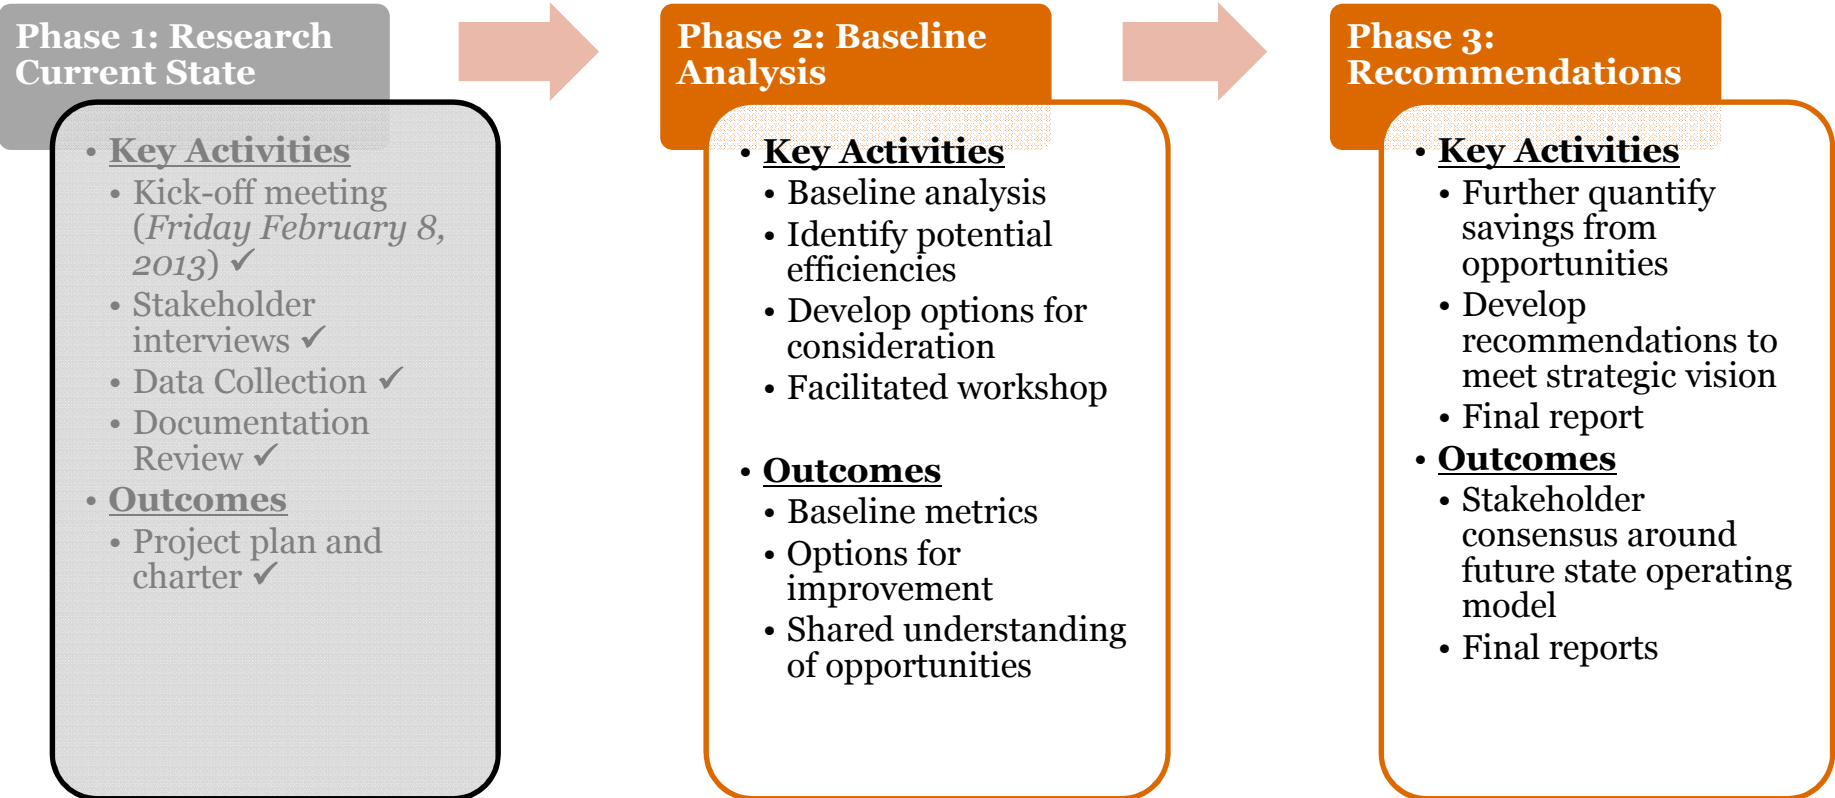 Phase 1: Research
Current State
• Key Activities
• Kick-off meeting
(Friday February 8,
2013) ✓
• Stakeholder
interviews ✓
• Data Collection ✓
• Documentation
Review ✓
• Outcomes
• Project plan and
charter ✓
Phase 2: Baseline
Analysis
• Key Activities
• Baseline analysis
• Identify potential
efficiencies
• Develop options for
consideration
• Facilitated workshop
• Outcomes
• Baseline metrics
• Options for
improvement
• Shared understanding
of opportunities
Phase 3:
Recommendations
• Key Activities
• Further quantify
savings from
opportunities
• Develop
recommendations to
meet strategic vision
• Final report
• Outcomes
• Stakeholder
consensus around
future state operating
model
• Final reports